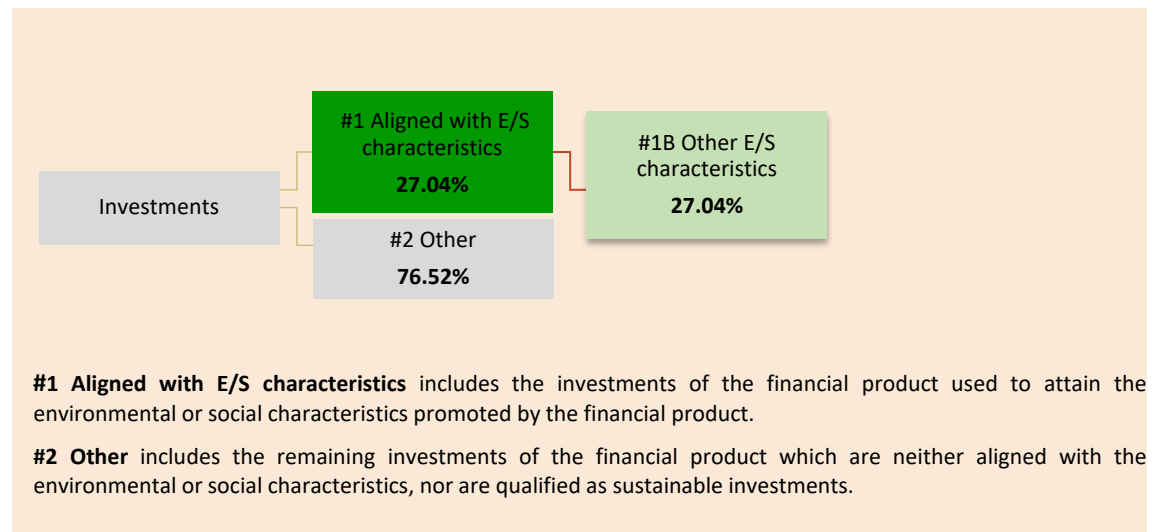 Investments
#1 Aligned with E/S
characteristics
27.04%
#1B Other E/S
characteristics
27.04%
#2 Other
76.52%
#1 Aligned with E/S characteristics includes the investments of the financial product used to attain the
environmental or social characteristics promoted by the financial product.
#2 Other includes the remaining investments of the financial product which are neither aligned with the
environmental or social characteristics, nor are qualified as sustainable investments.